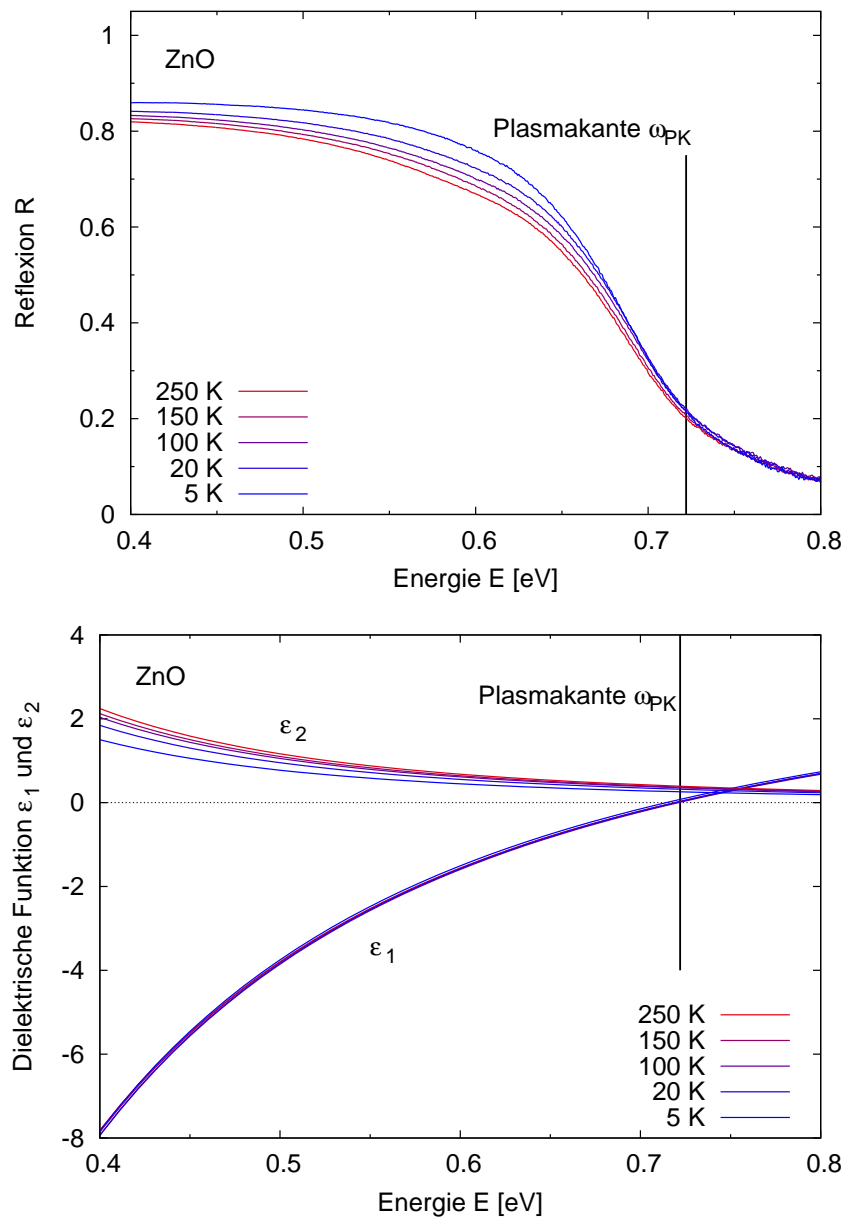 1
ZnO
0.8
Plasmakante ωPK
0.6
Reflexion R
0.4
250 K
150 K
0.2
100 K
20 K
5 K
0
0.4 0.5 0.6 0.7 0.8
Energie E [eV]
4
ZnO
Plasmakante ωPK
2
ε2
0
Dielektrische Funktion ε1 und ε2
-2
ε1
-4
250 K
150 K
-6
100 K
20 K
5 K
-8
0.4 0.5 0.6 0.7 0.8
Energie E [eV]